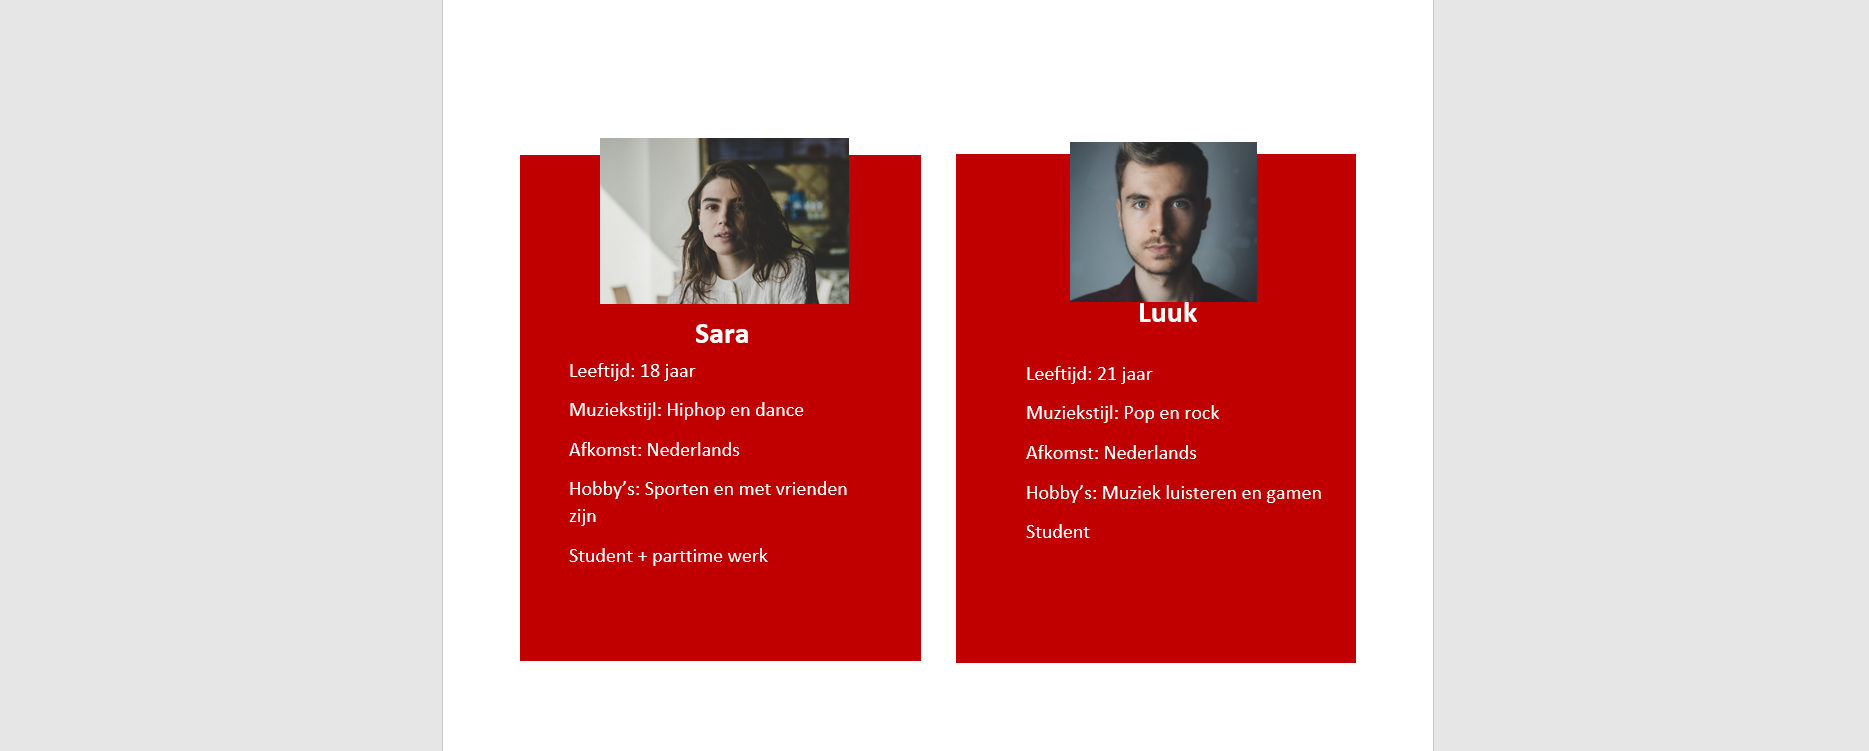 Sara
Leeftijd: 18 jaar
Muziekstijl: Hiphop en dance
Afkomst: Nederlands
Hobby’s: Sporten en met vrienden
zijn
Student + parttime werk
Luuk
Leeftijd: 21 jaar
Muziekstijl: Pop en rock
Afkomst: Nederlands
Hobby’s: Muziek luisteren en gamen
Student